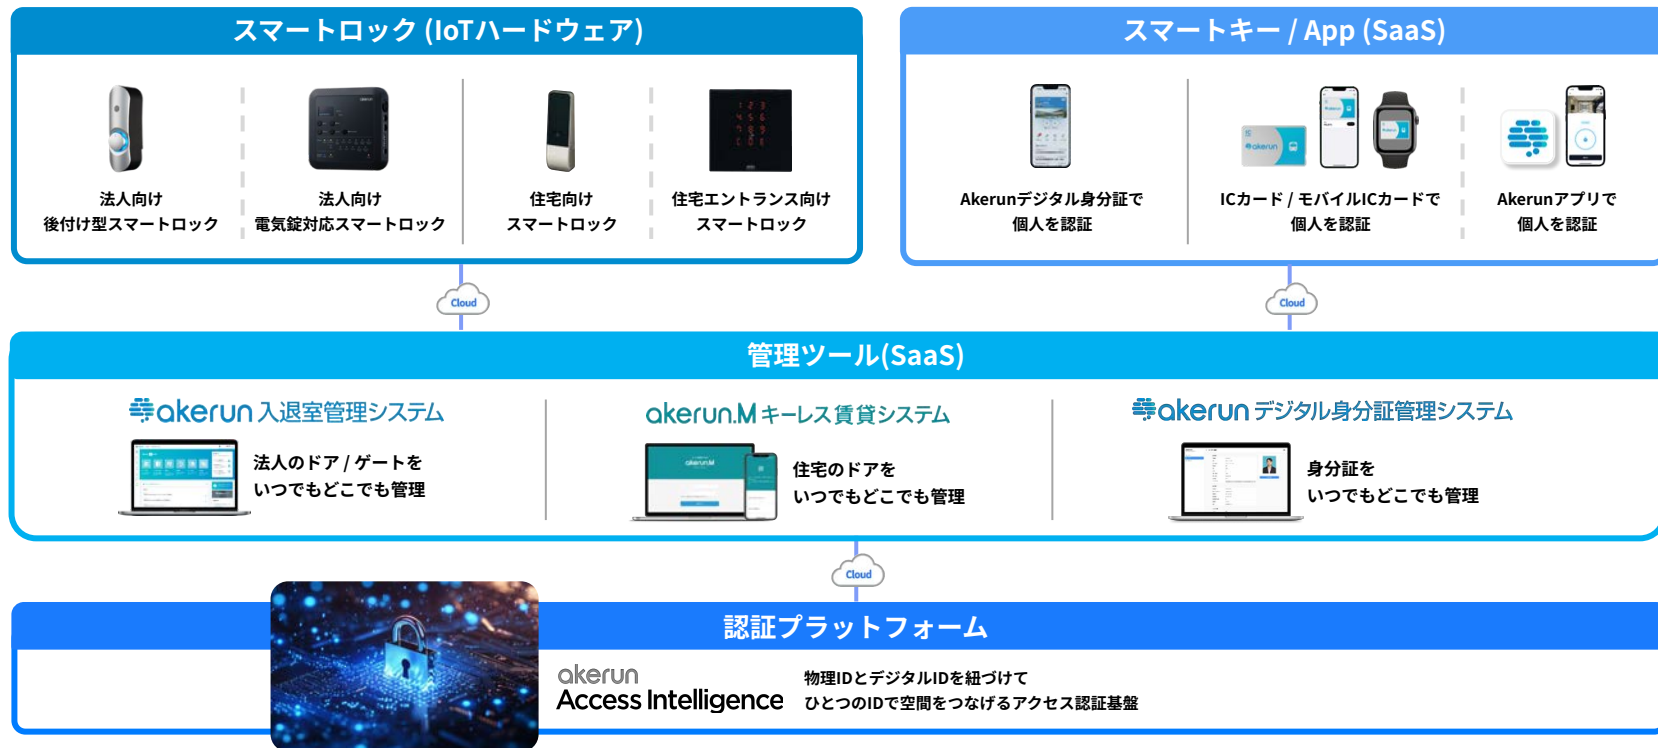 スマートロック (IoTハードウェア)
法人向け
後付け型スマートロック
法人向け
電気錠対応スマートロック
住宅向け
スマートロック
住宅エントランス向け
スマートロック
スマートキー / App (SaaS)
akerun
Akerunデジタル身分証で
個人を認証
ICカード / モバイルICカードで
個人を認証
Akerunアプリで
個人を認証
Cloud
Cloud
管理ツール(SaaS)
akerun 入退室管理システム
法人のドア / ゲートを
いつでもどこでも管理
akerun.M キーレス賃貸システム
akerun.M
住宅のドアを
いつでもどこでも管理
akerun デジタル身分証管理システム
身分証を
いつでもどこでも管理
Cloud
認証プラットフォーム
akerun
Access Intelligence
物理IDとデジタルIDを紐づけて
ひとつのIDで空間をつなげるアクセス認証基盤